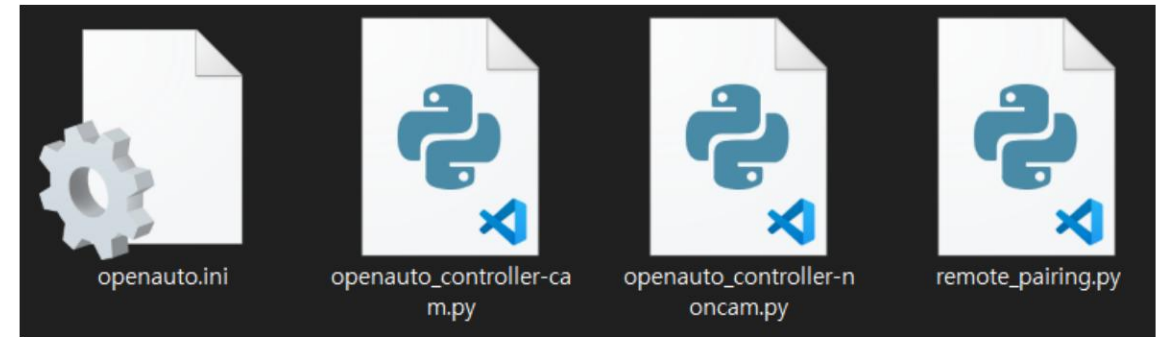 openauto.ini
openauto_controller-ca
m.py
openauto_controller-n
oncam.py
remote_pairing.py